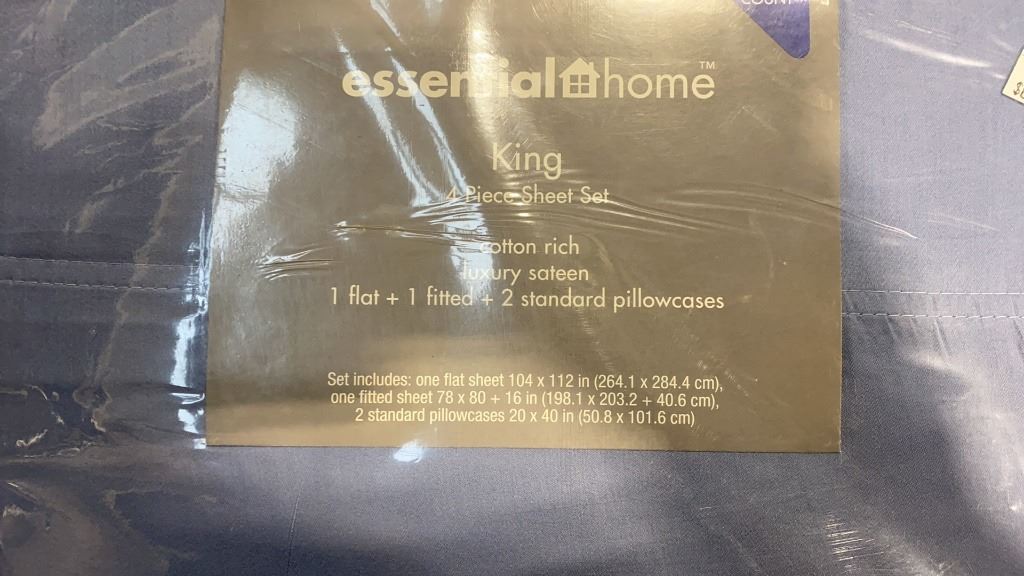 COUNT
essential home™
King
4 Piece Sheet Set
cotton rich
luxury sateen
1 flat + 1 fitted + 2 standard pillowcases
Set includes: one flat sheet 104 x 112 in (264.1 x 284.4 cm),
one fitted sheet 78 x 80 + 16 in (198.1 x 203.2 + 40.6 cm),
2 standard pillowcases 20 x 40 in (50.8 x 101.6 cm)